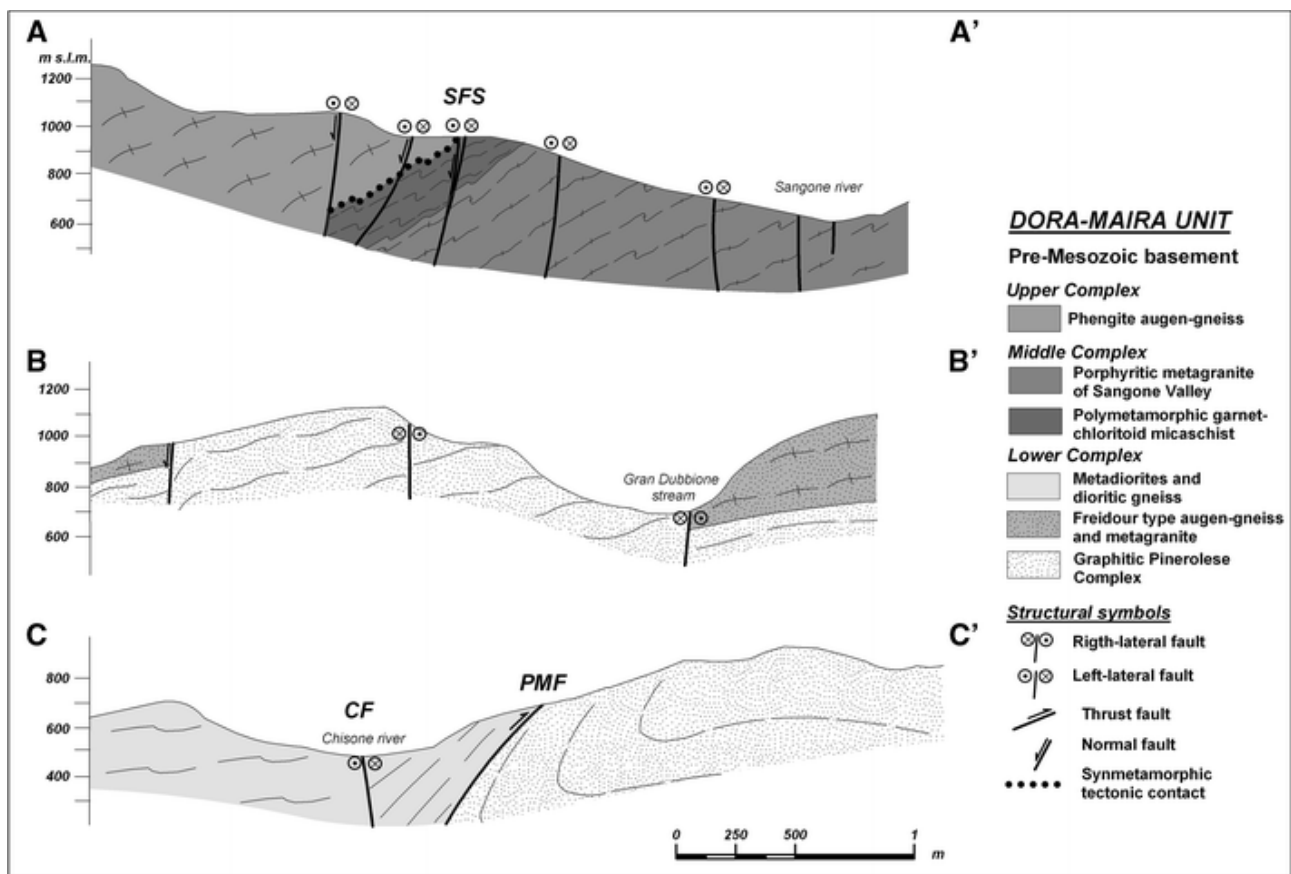 A
A'
m s.l.m.
1200
1000
800
600
SFS
Sangone river
B
B'
1200
1000
800
600
Gran Dubbione
stream
C
C'
800
600
400
CF
Chisone river
PMF
0 250 500 1
m
DORA-MAIRA UNIT
Pre-Mesozoic basement
Upper Complex
Phengite augen-gneiss
Middle Complex
Porphyritic metagranite
of Sangone Valley
Polymetamorphic garnet-
chloritoid micaschist
Lower Complex
Metadiorites and
dioritic gneiss
Freidour type augen-gneiss
and metagranite
Graphitic Pinerolese
Complex
Structural symbols
Rigth-lateral fault
Left-lateral fault
Thrust fault
Normal fault
Synmetamorphic
tectonic contact